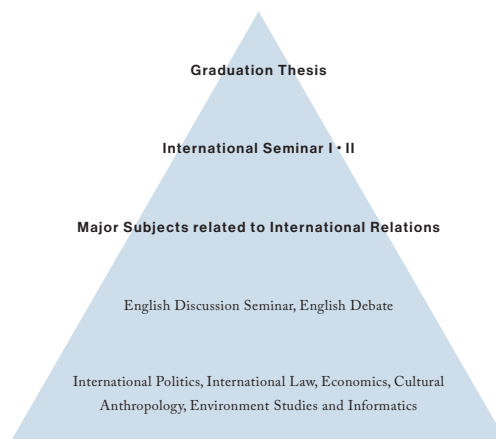 Graduation Thesis
International Seminar I・II
Major Subjects related to International Relations
English Discussion Seminar, English Debate
International Politics, International Law, Economics, Cultural
Anthropology, Environment Studies and Informatics